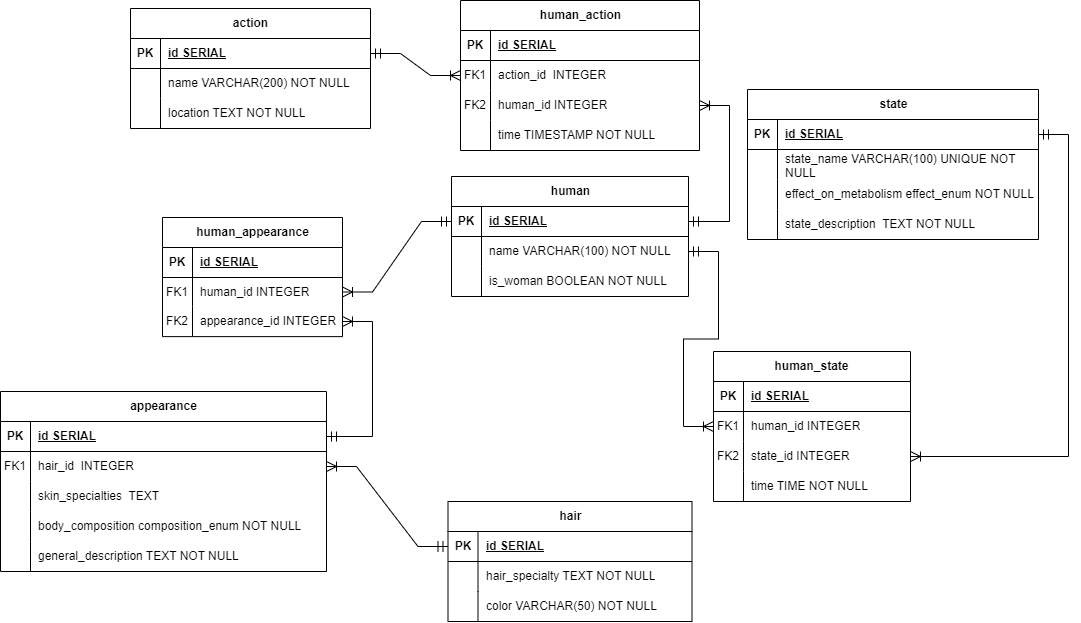 action
PK id SERIAL
name VARCHAR(200) NOT NULL
location TEXT NOT NULL
human_action
PK id SERIAL
FK1 action_id INTEGER
FK2 human_id INTEGER
time TIMESTAMP NOT NULL
state
PK id SERIAL
state_name VARCHAR(100) UNIQUE NOT
NULL
effect_on_metabolism effect_enum NOT NULL
state_description TEXT NOT NULL
human
PK id SERIAL
name VARCHAR(100) NOT NULL
is_woman BOOLEAN NOT NULL
human_appearance
PK id SERIAL
FK1 human_id INTEGER
FK2 appearance_id INTEGER
human_state
PK id SERIAL
FK1 human_id INTEGER
FK2 state_id INTEGER
time TIME NOT NULL
appearance
PK id SERIAL
FK1 hair_id INTEGER
skin_specialties TEXT
body_composition composition_enum NOT NULL
general_description TEXT NOT NULL
hair
PK id SERIAL
hair_specialty TEXT NOT NULL
color VARCHAR(50) NOT NULL